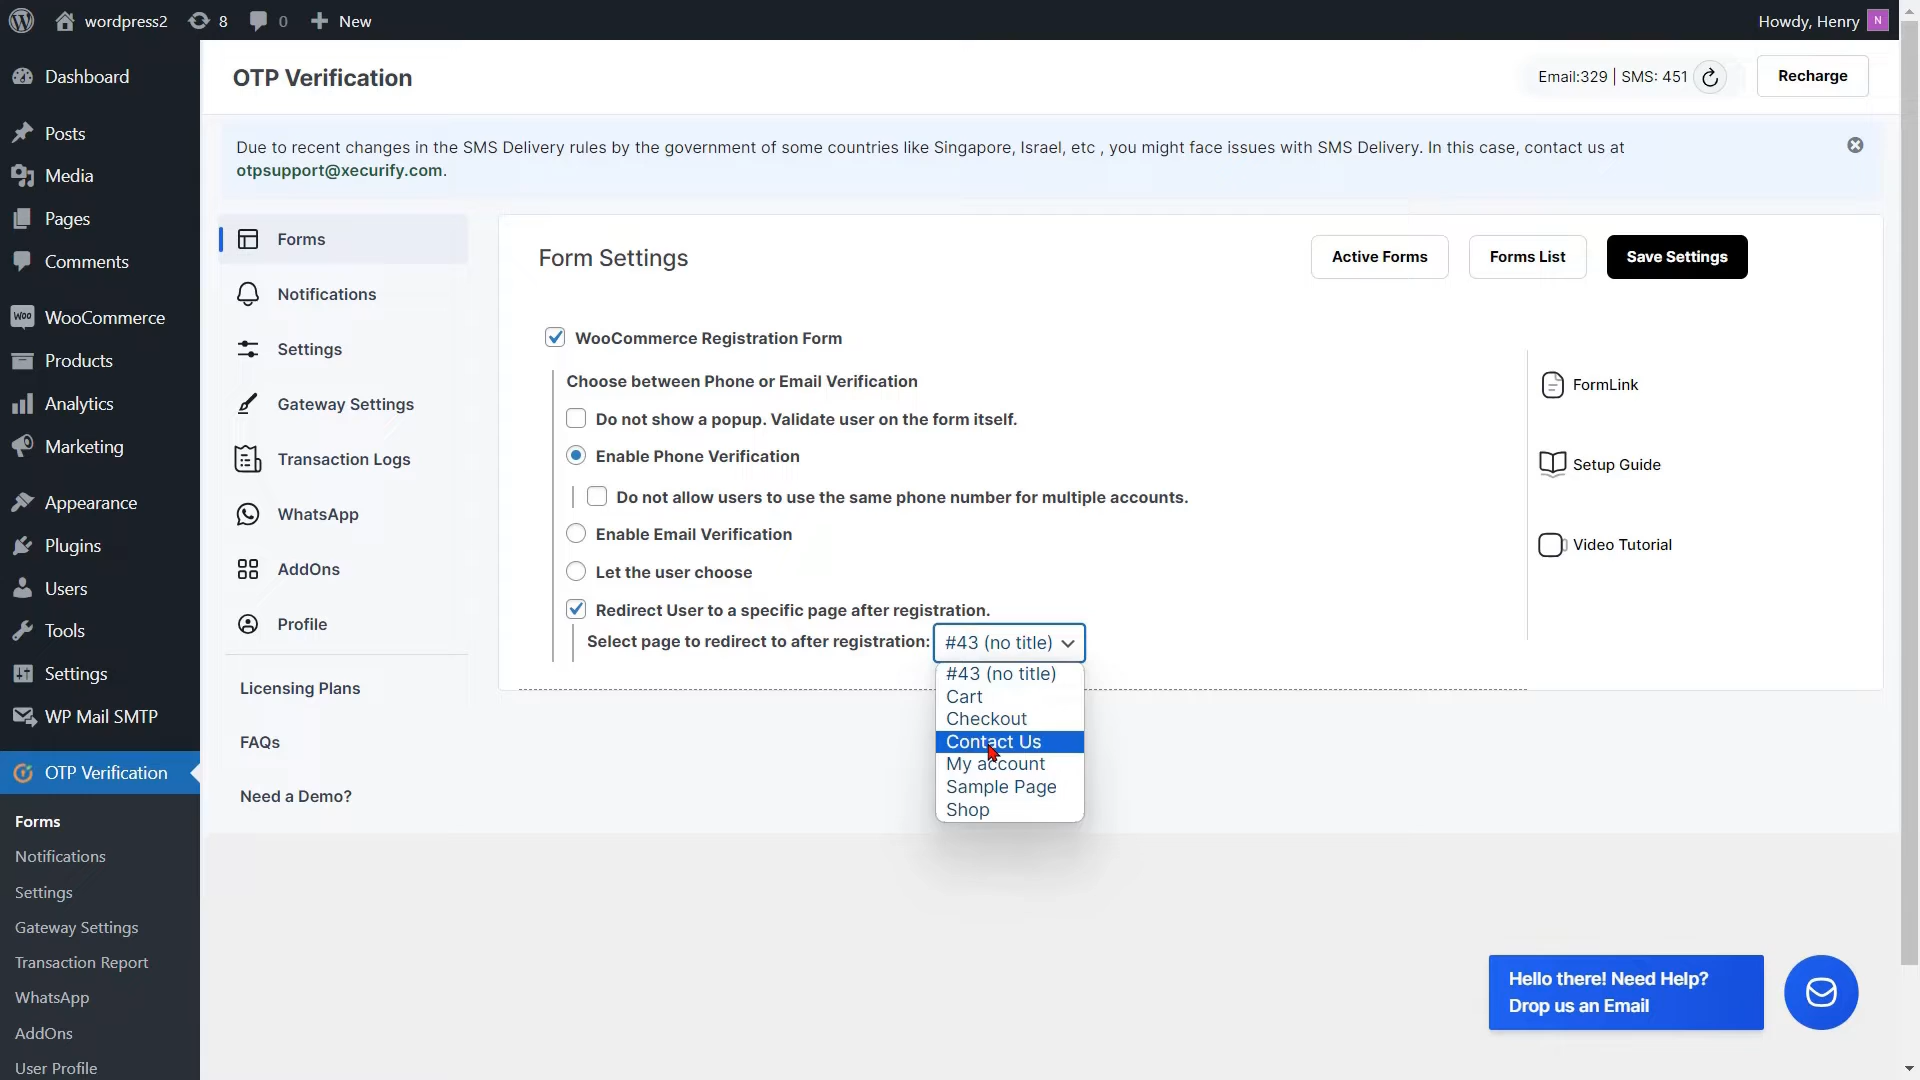 wordpress2
8
0
New
Howdy, Henry
N
Dashboard
Posts
Media
Pages
Comments
Woo
WooCommerce
Products
Analytics
Marketing
Appearance
Plugins
Users
Tools
Settings
WP Mail SMTP
OTP Verification
Forms
Notifications
Settings
Gateway Settings
Transaction Report
WhatsApp
AddOns
User Profile
OTP Verification
Email:329 | SMS: 451
Recharge
Due to recent changes in the SMS Delivery rules by the government of some countries like Singapore, Israel, etc , you might face issues with SMS Delivery. In this case, contact us at
otpsupport@xecurify.com.
Forms
Notifications
Settings
Gateway Settings
Transaction Logs
WhatsApp
AddOns
Profile
Licensing Plans
FAQs
Need a Demo?
Form Settings
Active Forms
Forms List
Save Settings
WooCommerce Registration Form
Choose between Phone or Email Verification
Do not show a popup. Validate user on the form itself.
Enable Phone Verification
Do not allow users to use the same phone number for multiple accounts.
Enable Email Verification
Let the user choose
Redirect User to a specific page after registration.
Select page to redirect to after registration: #43 (no title)
#43 (no title)
Cart
Checkout
Contact Us
My account
Sample Page
Shop
FormLink
Setup Guide
Video Tutorial
Hello there! Need Help?
Drop us an Email